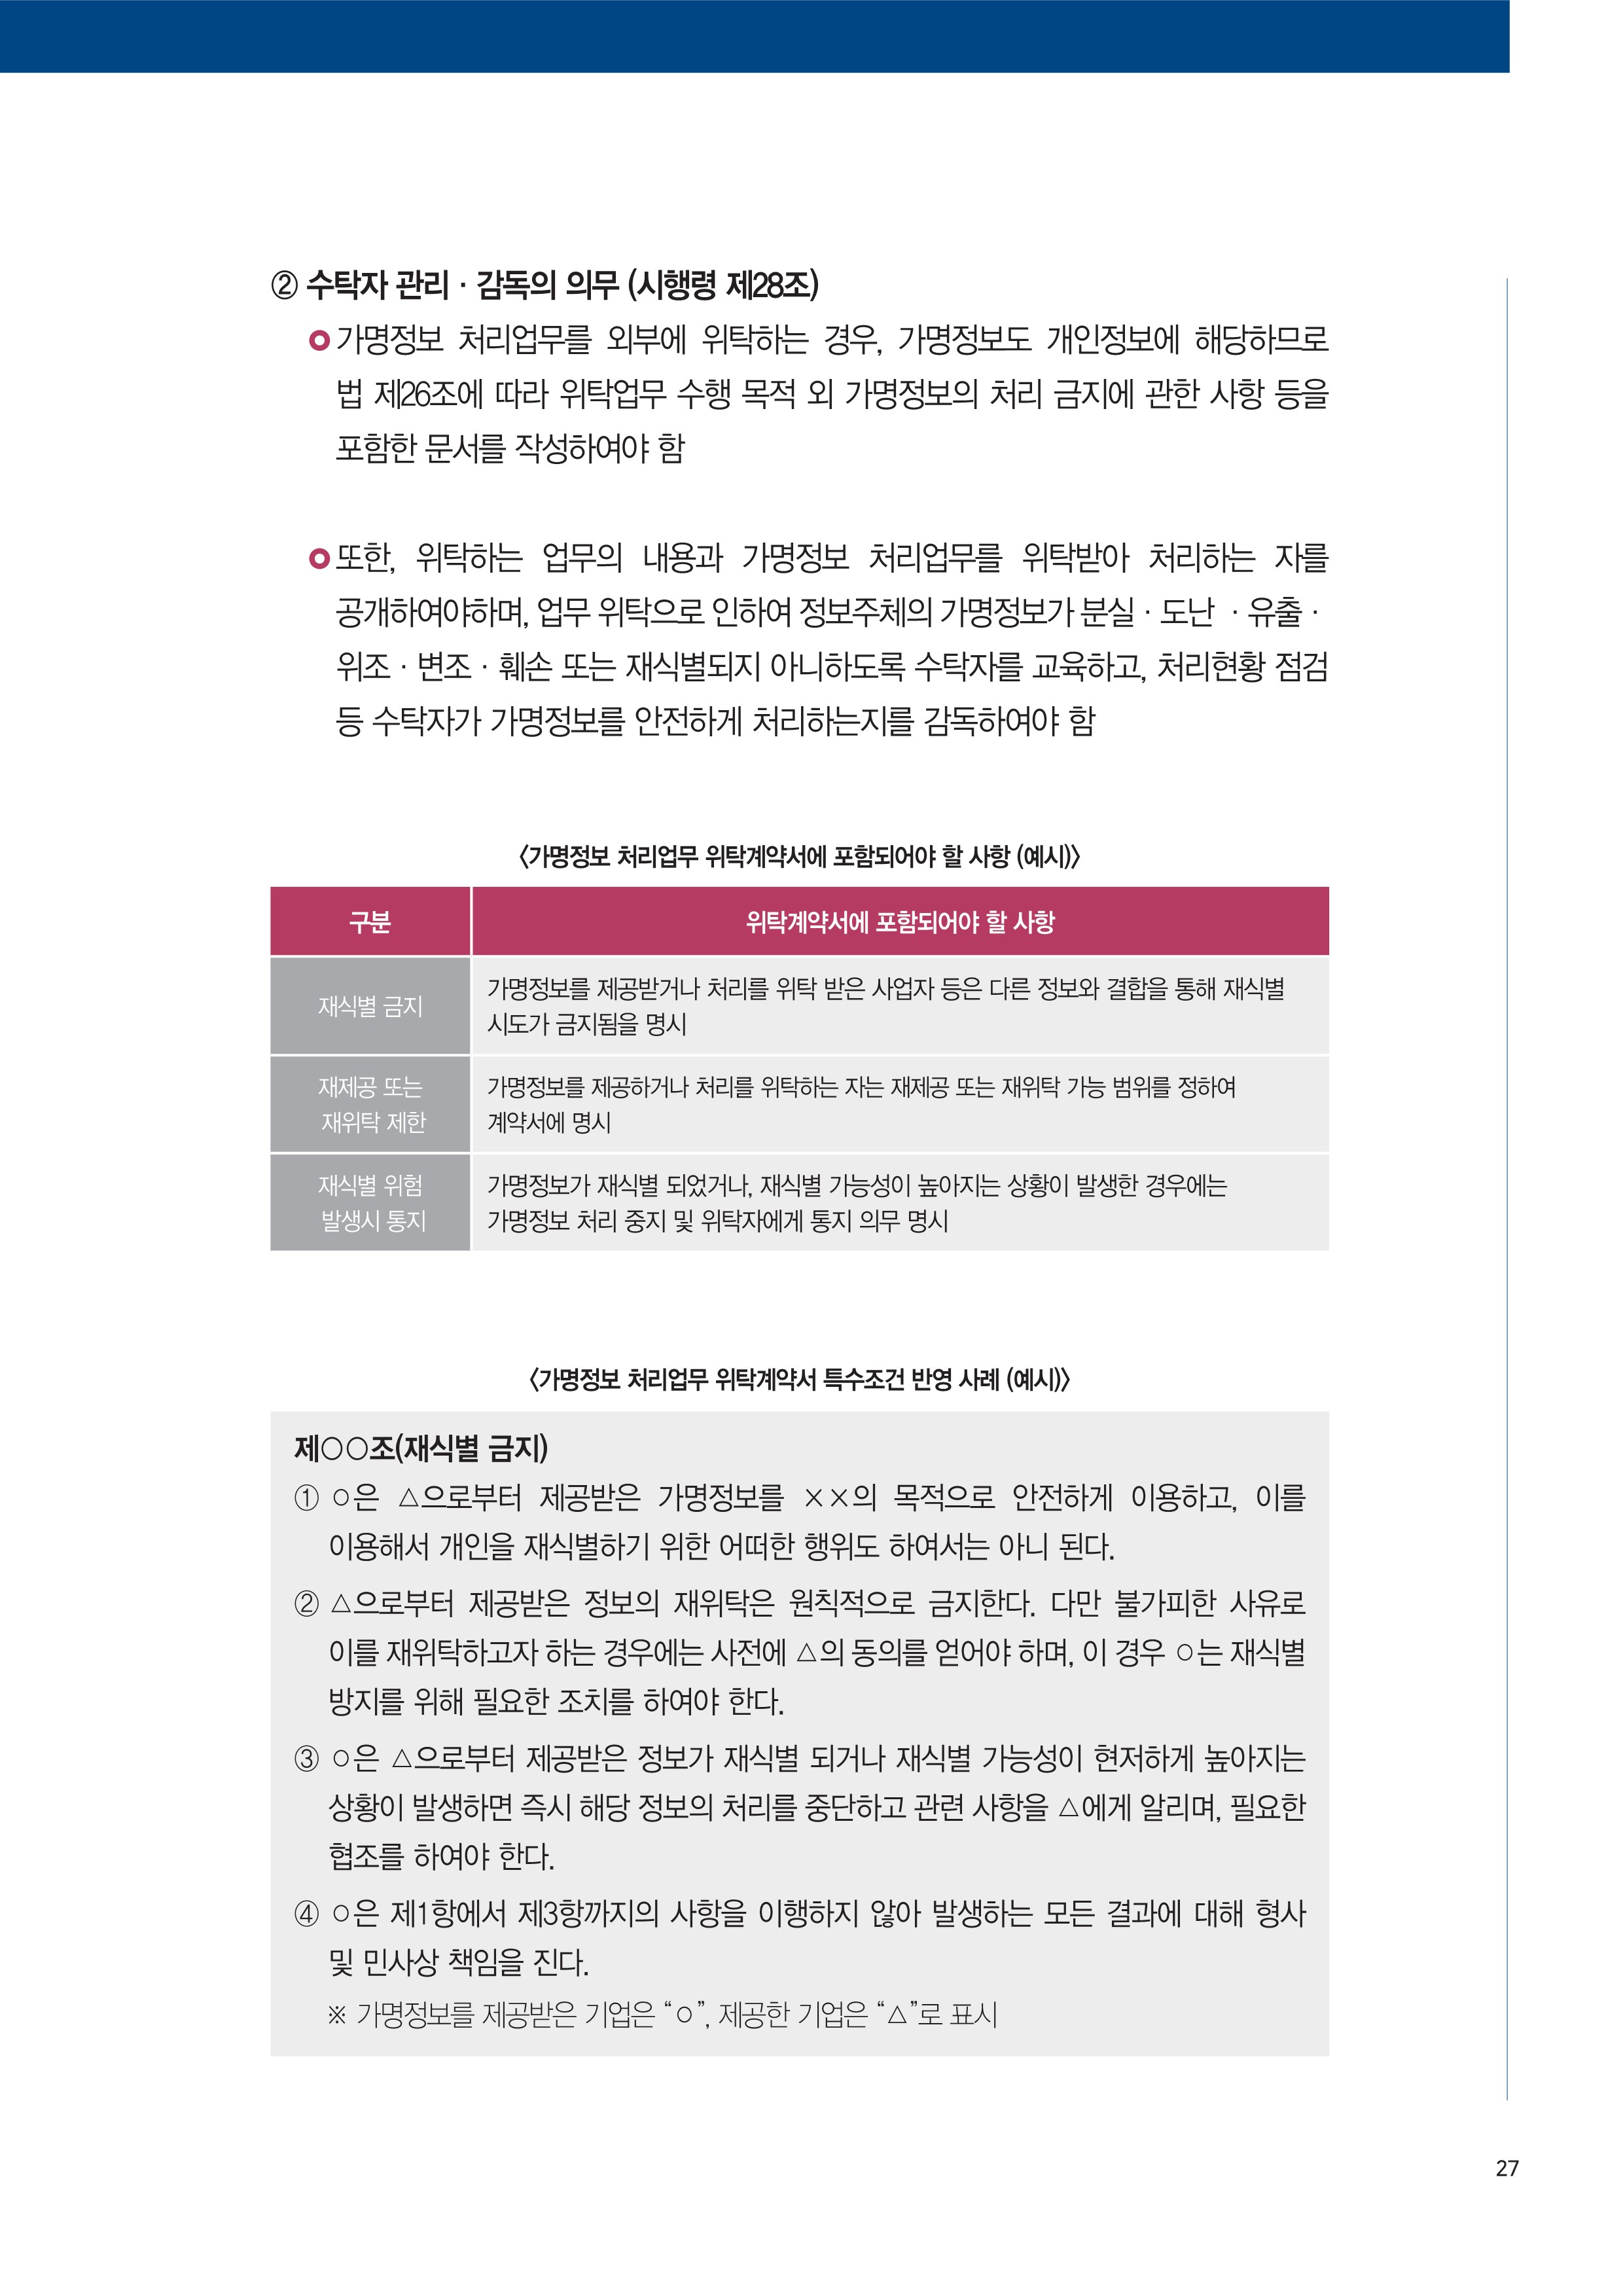 ② 수탁자 관리 · 감독의 의무 (시행령 제28조)
가명정보 처리업무를 외부에 위탁하는 경우, 가명정보도 개인정보에 해당하므로
법 제26조에 따라 위탁업무 수행 목적 외 가명정보의 처리 금지에 관한 사항 등을
포함한 문서를 작성하여야 함
또한, 위탁하는 업무의 내용과 가명정보 처리업무를 위탁받아 처리하는 자를
공개하여야하며, 업무 위탁으로 인하여 정보주체의 가명정보가 분실 · 도난 · 유출 ·
위조 · 변조 · 훼손 또는 재식별되지 아니하도록 수탁자를 교육하고, 처리현황 점검
등 수탁자가 가명정보를 안전하게 처리하는지를 감독하여야 함
〈가명정보 처리업무 위탁계약서에 포함되어야 할 사항 (예시)〉
구분 위탁계약서에 포함되어야 할 사항
재식별 금지
가명정보를 제공받거나 처리를 위탁 받은 사업자 등은 다른 정보와 결합을 통해 재식별
시도가 금지됨을 명시
재제공 또는
재위탁 제한
가명정보를 제공하거나 처리를 위탁하는 자는 재제공 또는 재위탁 가능 범위를 정하여
계약서에 명시
재식별 위험
발생시 통지
가명정보가 재식별 되었거나, 재식별 가능성이 높아지는 상황이 발생한 경우에는
가명정보 처리 중지 및 위탁자에게 통지 의무 명시
〈가명정보 처리업무 위탁계약서 특수조건 반영 사례 (예시)〉
제○○조(재식별 금지)
① ○은 △으로부터 제공받은 가명정보를 ××의 목적으로 안전하게 이용하고, 이를
이용해서 개인을 재식별하기 위한 어떠한 행위도 하여서는 아니 된다.
② △으로부터 제공받은 정보의 재위탁은 원칙적으로 금지한다. 다만 불가피한 사유로
이를 재위탁하고자 하는 경우에는 사전에 △의 동의를 얻어야 하며, 이 경우 ○는 재식별
방지를 위해 필요한 조치를 하여야 한다.
③ ○은 △으로부터 제공받은 정보가 재식별 되거나 재식별 가능성이 현저하게 높아지는
상황이 발생하면 즉시 해당 정보의 처리를 중단하고 관련 사항을 △에게 알리며, 필요한
협조를 하여야 한다.
④ ○은 제1항에서 제3항까지의 사항을 이행하지 않아 발생하는 모든 결과에 대해 형사
및 민사상 책임을 진다.
※ 가명정보를 제공받은 기업은 “○”, 제공한 기업은 “△”로 표시
27